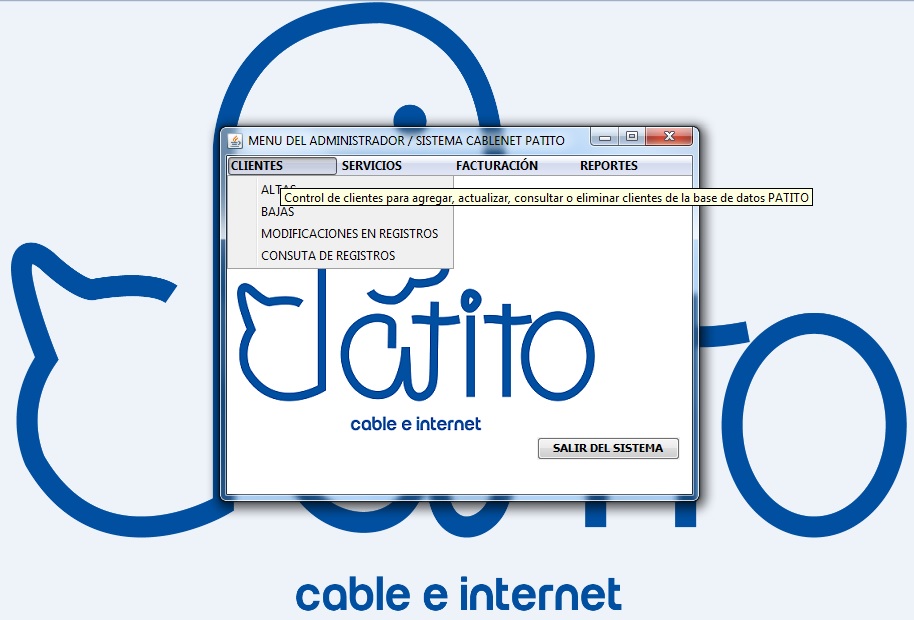 MENU DEL ADMINISTRADOR / SISTEMA CABLENET PATITO
CLIENTES SERVICIOS FACTURACIÓN REPORTES
Control de clientes para agregar, actualizar, consultar o eliminar clientes de la base de datos PATITO
BAJAS
MODIFICACIONES EN REGISTROS
CONSUTA DE REGISTROS
Patito
cable e internet
SALIR DEL SISTEMA
cable e internet